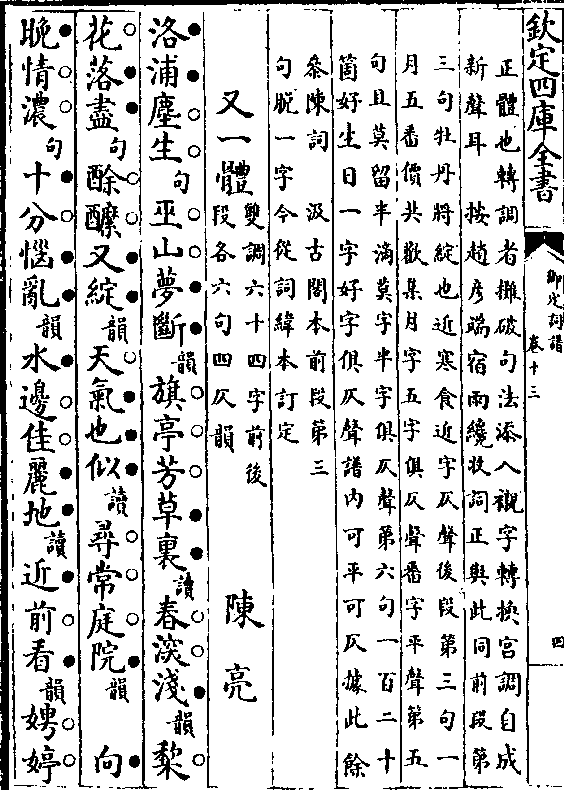 欽定四庫全書
御定詞譜
卷十三
四
正體也轉調者攤破句法添入襯字轉換宮調自成
新聲耳 按趙彥端宿雨纔收詞正與此同前段第
三句牡丹將綻也近寒食近字仄聲後段第三句一
月五番價共歡集月字五字俱仄聲番字平聲第五
句且莫留半滴莫字半字俱仄聲第六句一百二十
箇好生日一字好字俱仄聲譜內可平可仄據此餘
叅陳詞 汲古閣本前段第三
句脫一字今從詞緯本訂定
又一體 雙調六十四字前後
段各六句四仄韻 陳亮
洛浦塵生句巫山夢斷韻旗亭芳草裏讀春深淺韻梨
花落盡句酴醿又綻韻天氣也似讀尋常庭院韻 向
晚情濃句十分惱亂韻水邊佳麗地讀近前看韻娉婷